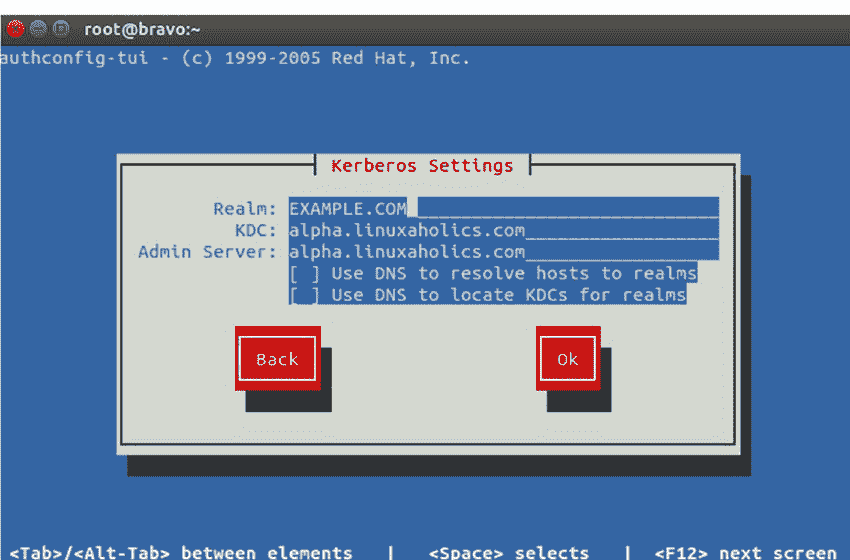 root@bravo:~
authconfig-tui - (c) 1999-2005 Red Hat, Inc.
Kerberos Settings
Realm: EXAMPLE.COM
KDC: alpha.linuxaholics.com
Admin Server: alpha.linuxaholics.com
[ ] Use DNS to resolve hosts to realms
[ ] Use DNS to locate KDCs for realms
Back Ok
<Tab>/<Alt-Tab> between elements | <Space> selects | <F12> next screen